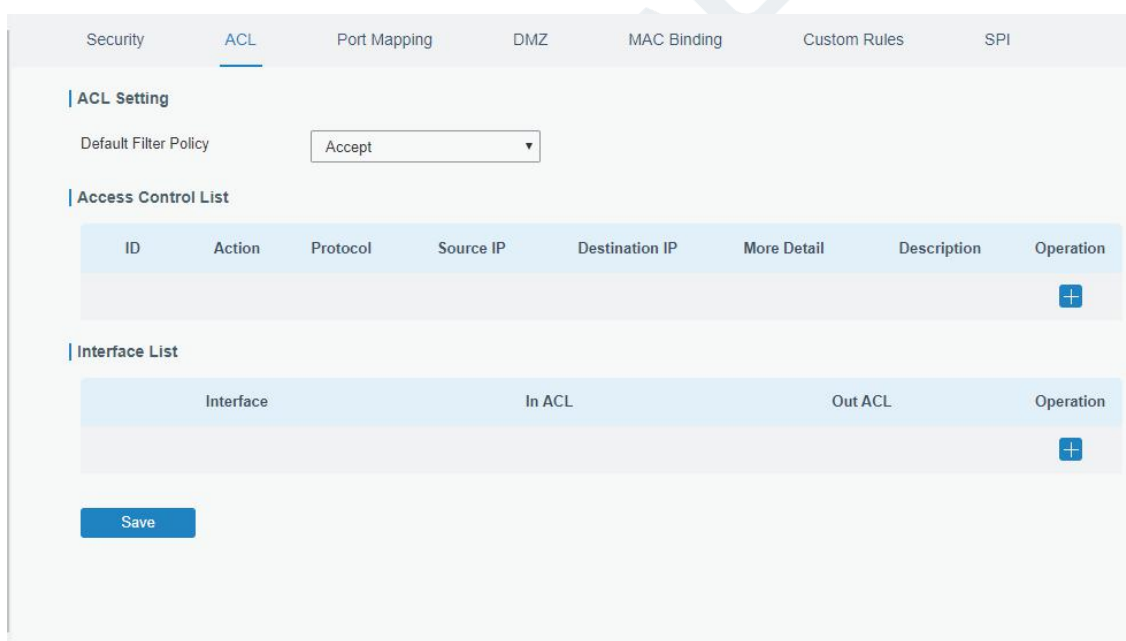 Security ACL Port Mapping DMZ MAC Binding Custom Rules SPI
ACL Setting
Default Filter Policy Accept
Access Control List
ID Action Protocol Source IP Destination IP More Detail Description Operation
Interface List
Interface In ACL Out ACL Operation
Save